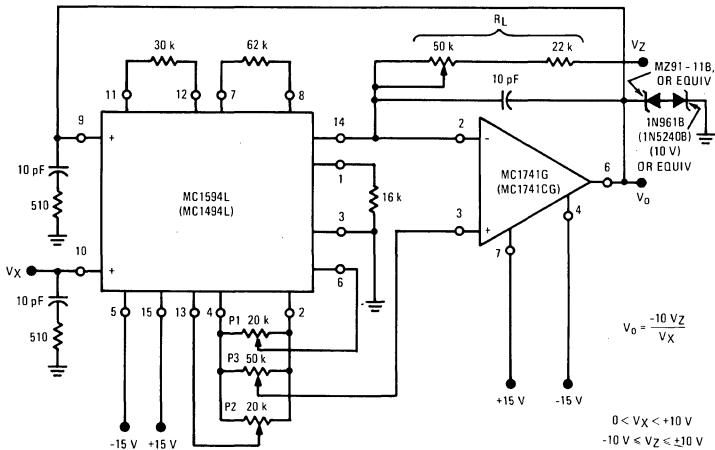 30 k
62 k
R_L
50 k
22 k
V_Z
MZ91-11B,
OR EQUIV
11
12
7
8
10 pF
9
14
2
1N961B
(1N5240B)
(10 V)
OR EQUIV
+
-
6
10 pF
1
MC1741G
(MC1741CG)
V_o
510
MC1594L
(MC1494L)
16 k
4
3
3
+
10
V_X
+
6
7
10 pF
5
15
13
4
2
P1
20 k
510
P3
50 k
V_o = -10 V_Z / V_X
P2
20 k
+15 V
-15 V
-15 V
+15 V
0 < V_X < +10 V
-10 V ⩽ V_Z ⩽ ±10 V